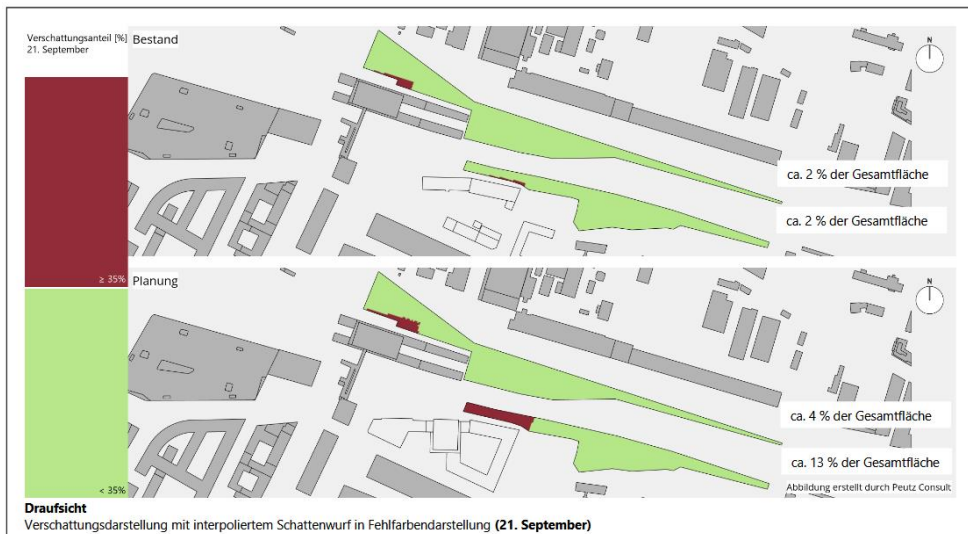 Verschattungsanteil [%]
21. September
Bestand
N
ca. 2 % der Gesamtfläche
ca. 2 % der Gesamtfläche
≥ 35%
Planung
N
ca. 4 % der Gesamtfläche
ca. 13 % der Gesamtfläche
< 35%
Abbildung erstellt durch Peutz Consult
Draufsicht
Verschattungsdarstellung mit interpoliertem Schattenwurf in Fehlfarbendarstellung (21. September)